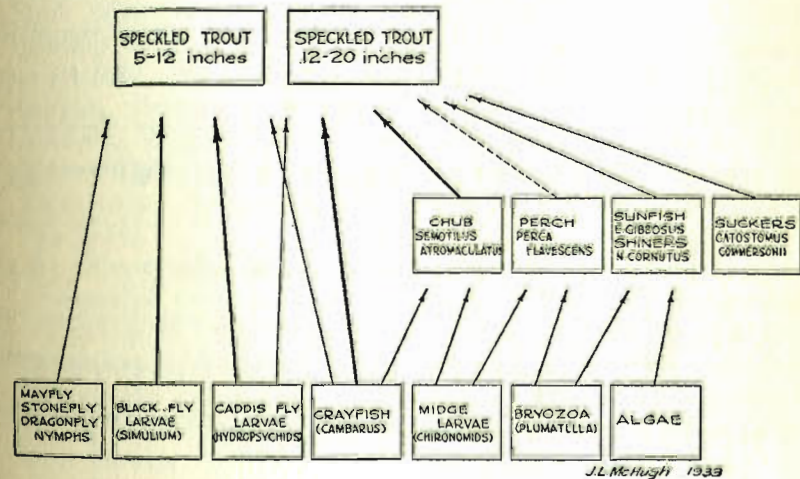 SPECKLED TROUT
5-12 inches
SPECKLED TROUT
12-20 inches
CHUB
SEMOTILUS
ATROMACULATUS
PERCH
PERCA
FLAVESCENS
SUNFISH
E. GIBBOSUS
SHINERS
N. CORNUTUS
SUCKERS
CATOSTOMUS
COMMERSONII
MAYFLY
STONEFLY
DRAGONFLY
NYMPHS
BLACK FLY
LARVAE
(SIMULIUM)
CADDIS FLY
LARVAE
(HYDROPSYCHIDS)
CRAYFISH
(CAMBARUS)
MIDGE
LARVAE
(CHIRONOMIDS)
BRYOZOA
(PLUMATELLA)
ALGAE
J.L. McHugh 1939